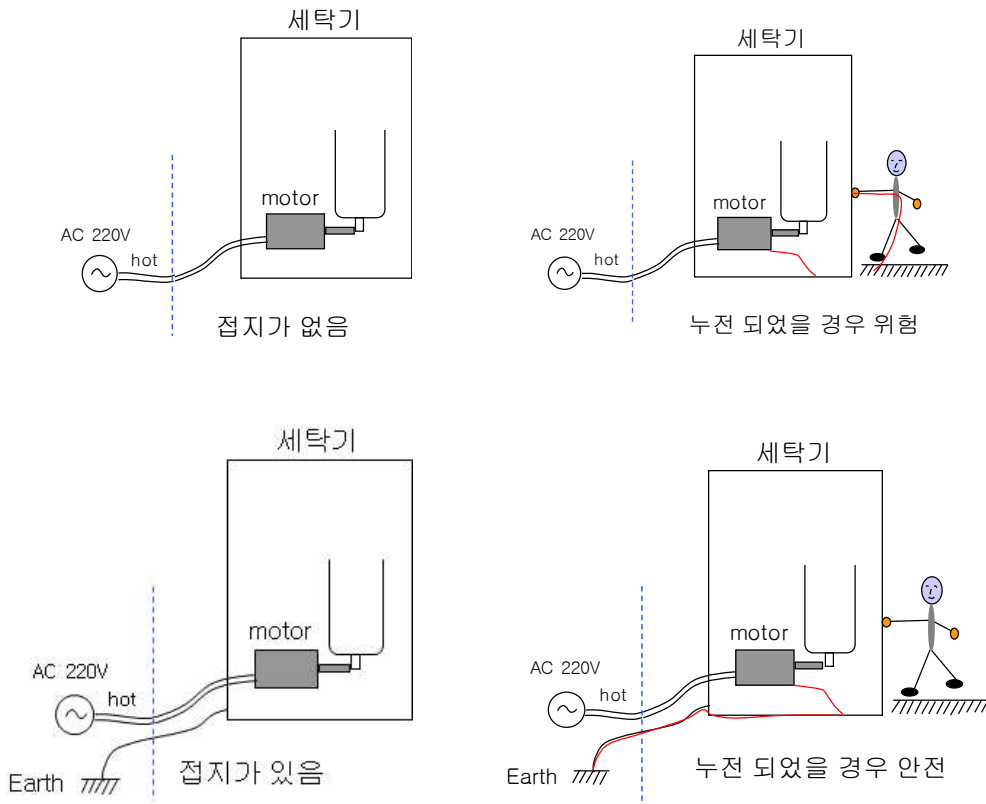 세탁기
motor
AC 220V
hot
접지가 없음
세탁기
motor
AC 220V
hot
누전 되었을 경우 위험
세탁기
motor
AC 220V
hot
Earth
접지가 있음
세탁기
motor
AC 220V
hot
Earth
누전 되었을 경우 안전